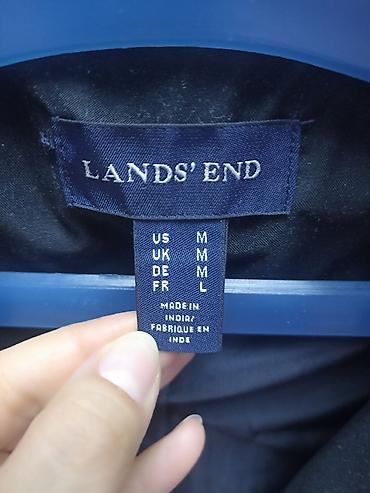 LANDS' END
US M
UK M
DE M
FR L
MADE IN
INDIA/
FABRIQUE EN
INDE